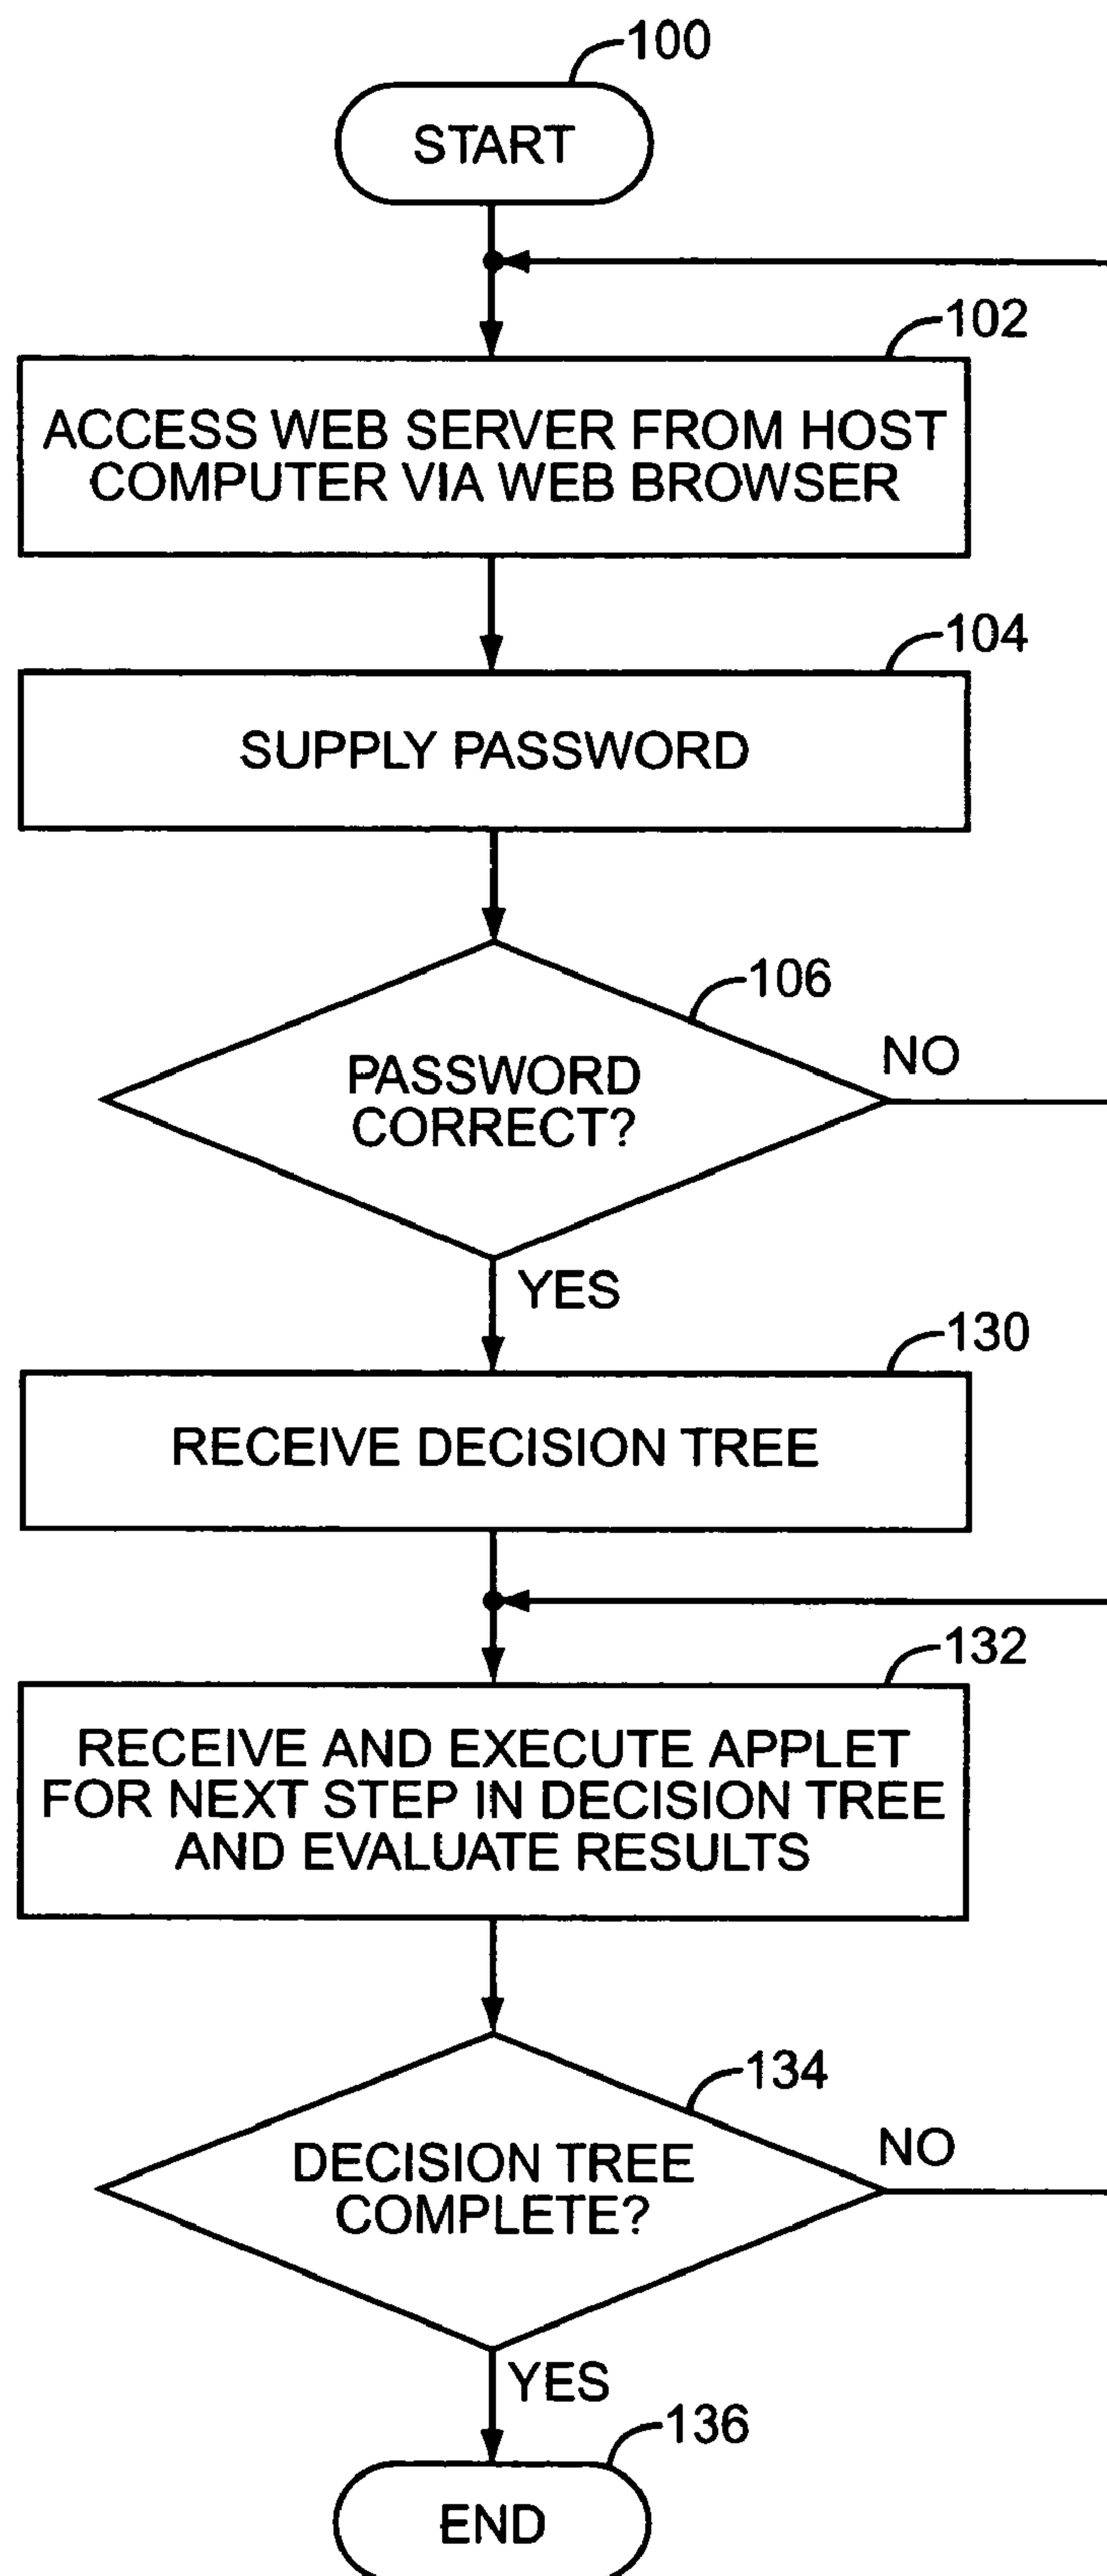 100
START
102
ACCESS WEB SERVER FROM HOST
COMPUTER VIA WEB BROWSER
104
SUPPLY PASSWORD
106
PASSWORD
CORRECT?
NO
YES
130
RECEIVE DECISION TREE
132
RECEIVE AND EXECUTE APPLET
FOR NEXT STEP IN DECISION TREE
AND EVALUATE RESULTS
134
DECISION TREE
COMPLETE?
NO
YES
136
END